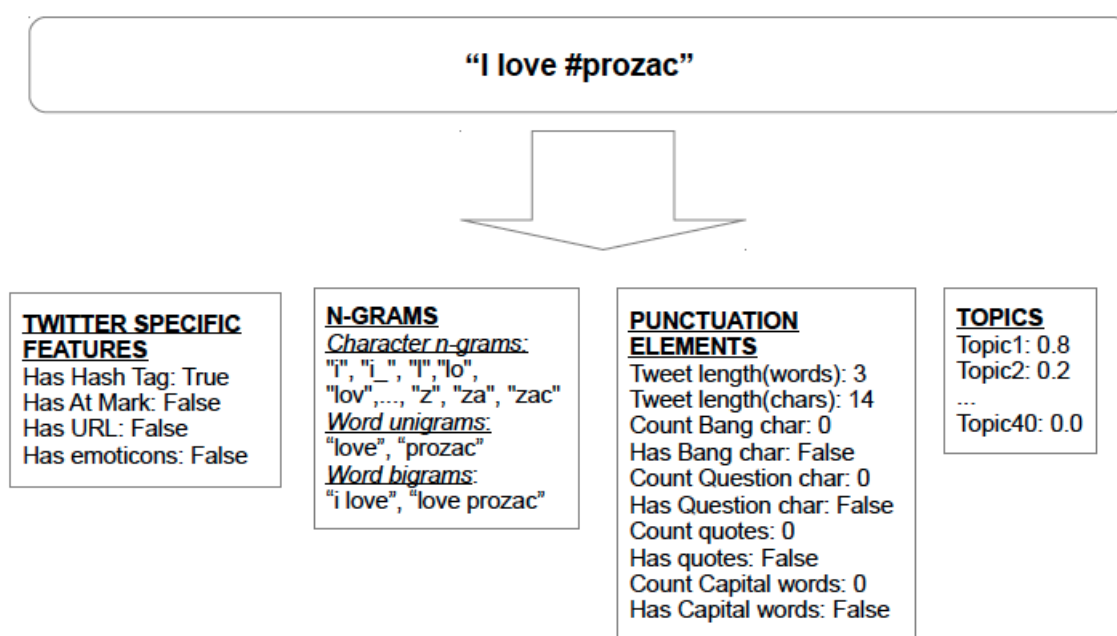 “I love #prozac”
TWITTER SPECIFIC
FEATURES
Has Hash Tag: True
Has At Mark: False
Has URL: False
Has emoticons: False
N-GRAMS
Character n-grams:
"i", "i_", "l","lo",
"lov",..., "z", "za", "zac"
Word unigrams:
“love”, “prozac”
Word bigrams:
“i love”, “love prozac”
PUNCTUATION
ELEMENTS
Tweet length(words): 3
Tweet length(chars): 14
Count Bang char: 0
Has Bang char: False
Count Question char: 0
Has Question char: False
Count quotes: 0
Has quotes: False
Count Capital words: 0
Has Capital words: False
TOPICS
Topic1: 0.8
Topic2: 0.2
...
Topic40: 0.0